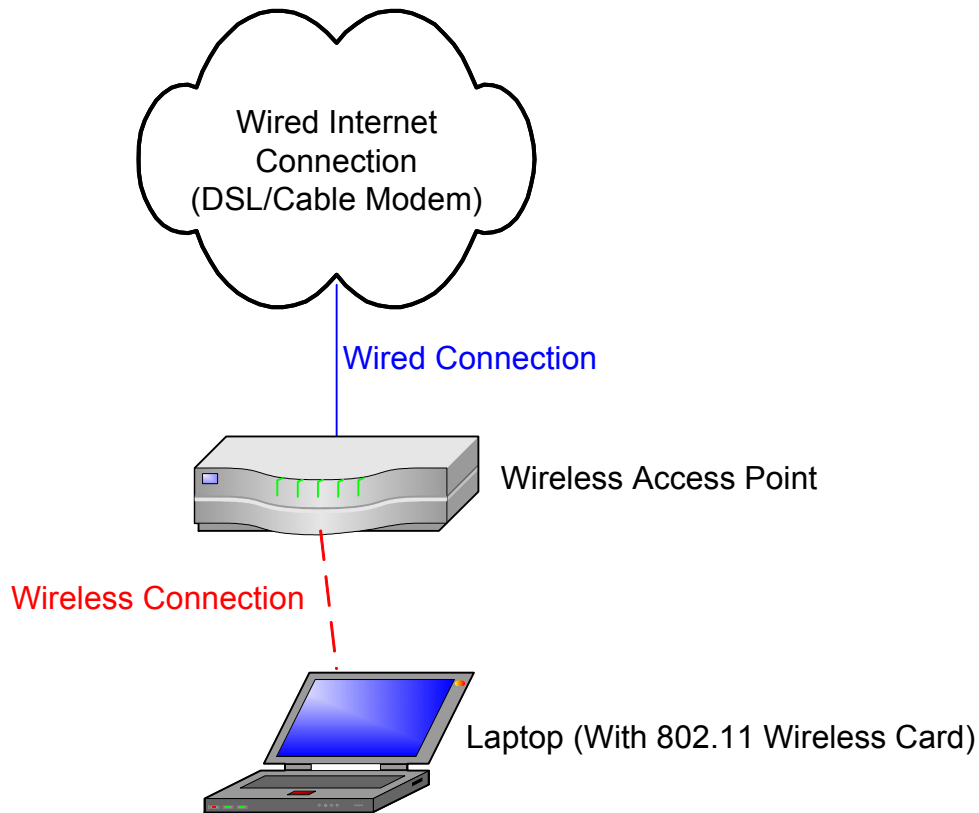 Wired Internet
Connection
(DSL/Cable Modem)
Wired Connection
Wireless Access Point
Wireless Connection
Laptop (With 802.11 Wireless Card)